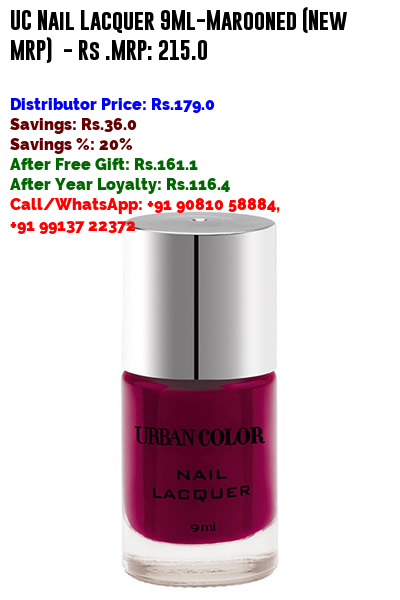 UC Nail Lacquer 9Ml-Marooned (New
MRP) - Rs .MRP: 215.0
Distributor Price: Rs.179.0
Savings: Rs.36.0
Savings %: 20%
After Free Gift: Rs.161.1
After Year Loyalty: Rs.116.4
Call/WhatsApp: +91 90810 58884,
+91 99137 22372
URBAN COLOR
NAIL
LACQUER
9ml